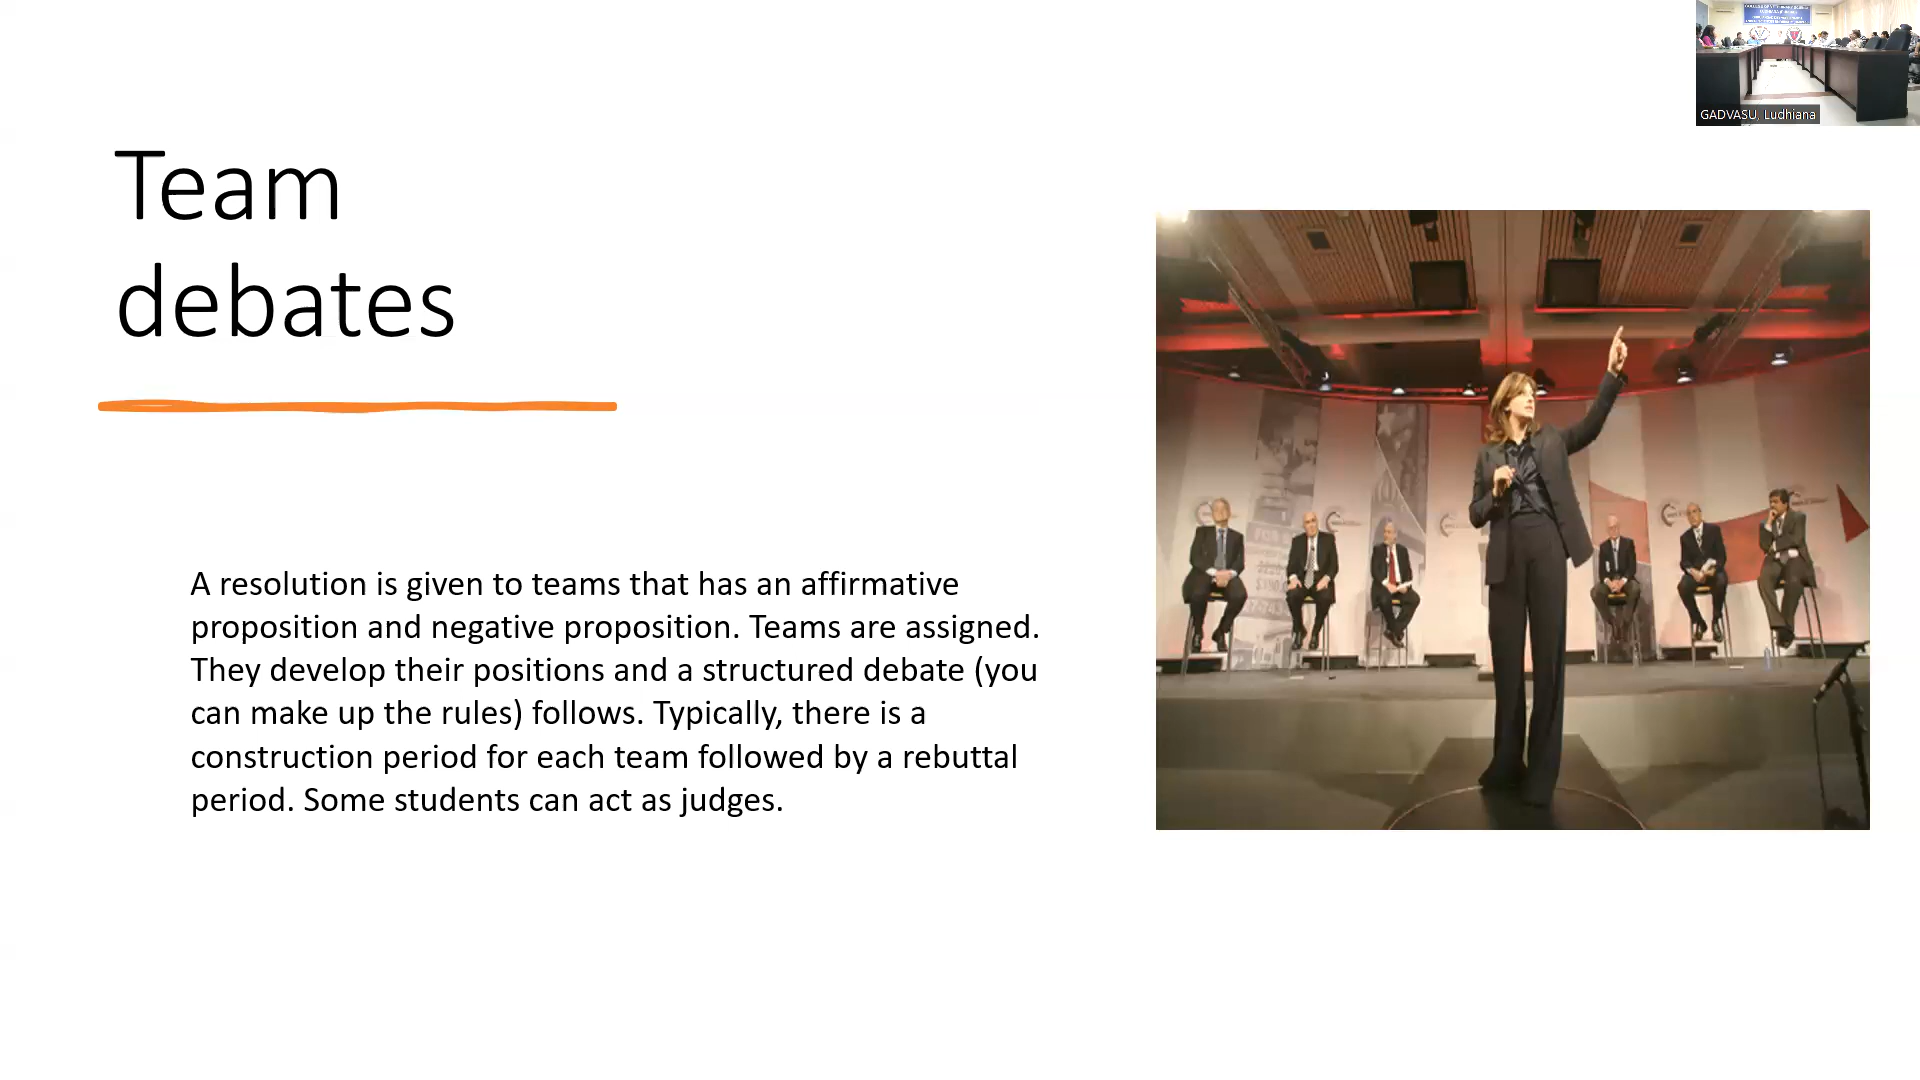 GADVASU, Ludhiana
Team
debates
A resolution is given to teams that has an affirmative
proposition and negative proposition. Teams are assigned.
They develop their positions and a structured debate (you
can make up the rules) follows. Typically, there is a
construction period for each team followed by a rebuttal
period. Some students can act as judges.